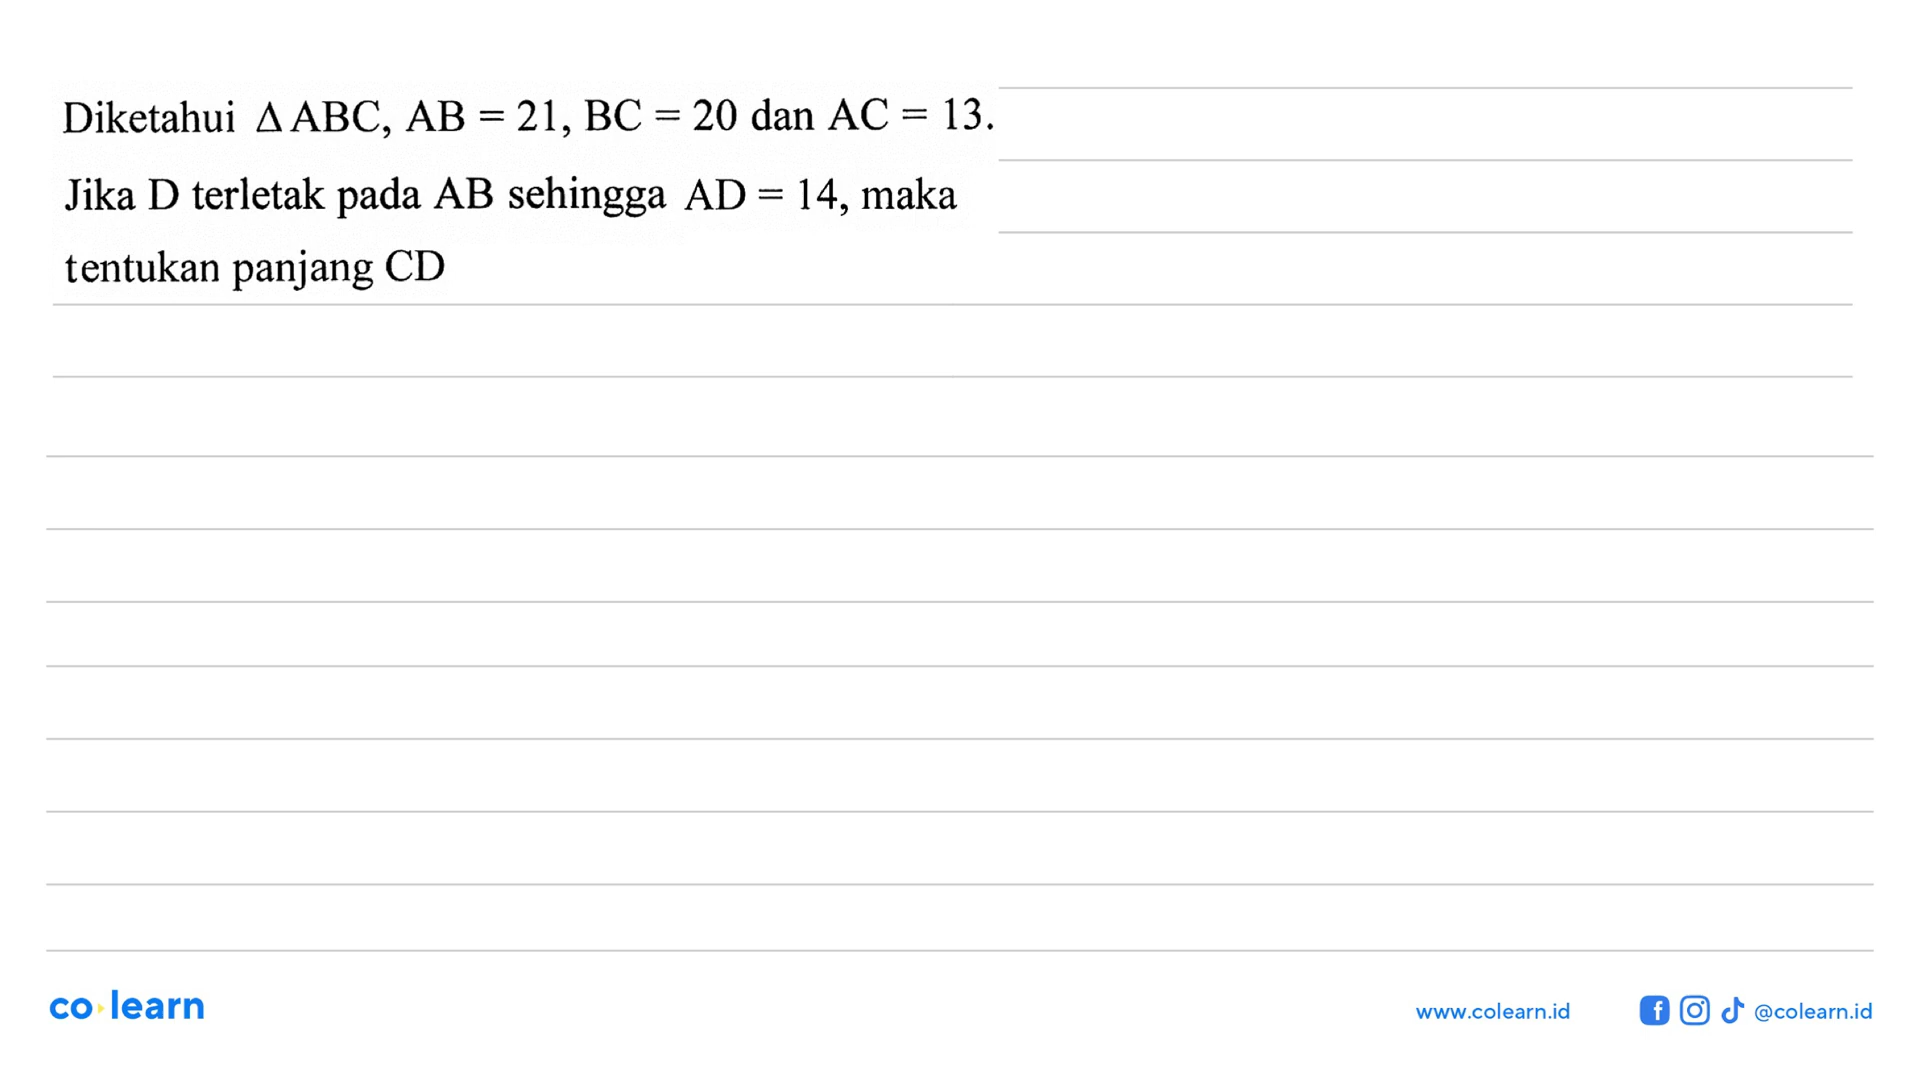 Diketahui Δ ABC, AB = 21, BC = 20 dan AC = 13.
Jika D terletak pada AB sehingga AD = 14, maka
tentukan panjang CD
co learn
www.colearn.id
@colearn.id